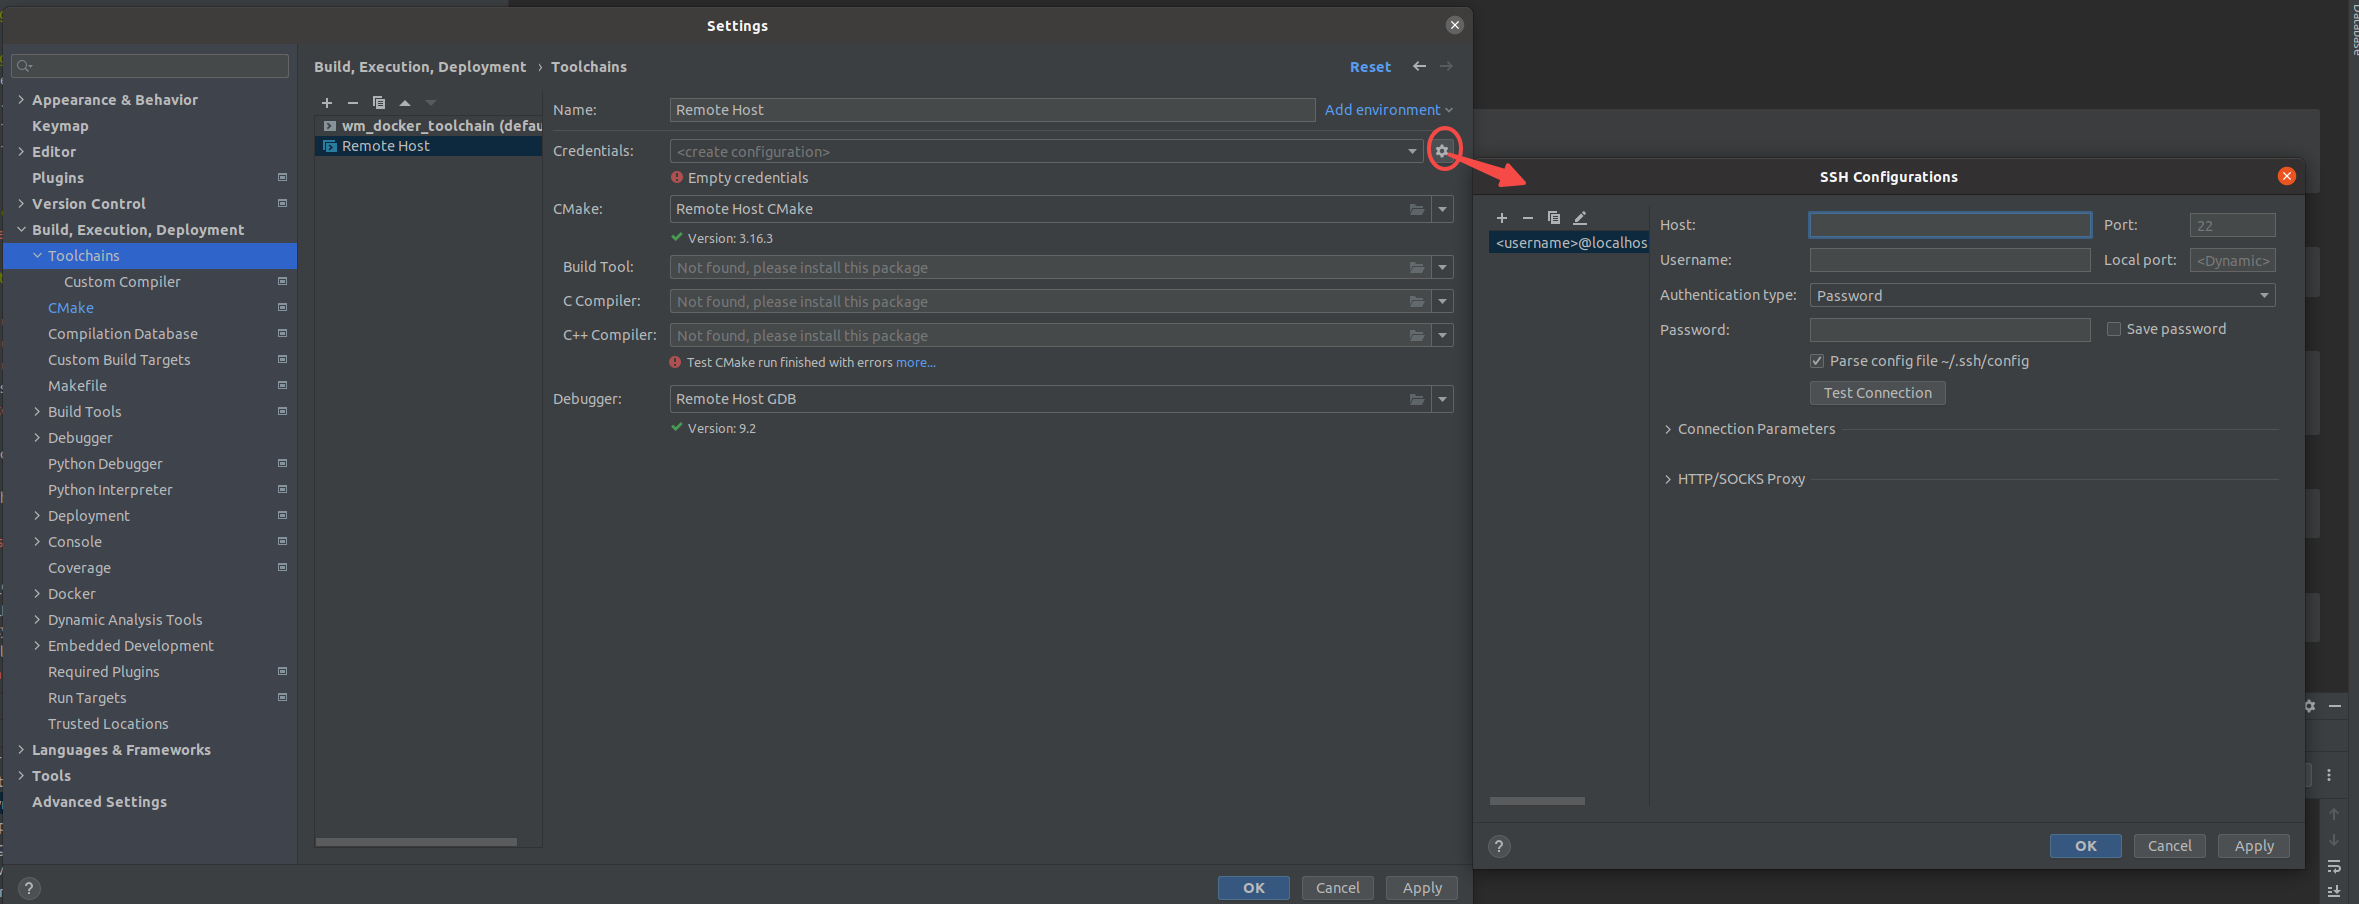 Settings
Appearance & Behavior
Keymap
Editor
Plugins
Version Control
Build, Execution, Deployment
Toolchains
Custom Compiler
CMake
Compilation Database
Custom Build Targets
Makefile
Build Tools
Debugger
Python Debugger
Python Interpreter
Deployment
Console
Coverage
Docker
Dynamic Analysis Tools
Embedded Development
Required Plugins
Run Targets
Trusted Locations
Languages & Frameworks
Tools
Advanced Settings
?
Build, Execution, Deployment › Toolchains
Reset
wm_docker_toolchain (defau
Remote Host
Name: Remote Host Add environment
Credentials: <create configuration>
Empty credentials
CMake: Remote Host CMake
Version: 3.16.3
Build Tool: Not found, please install this package
C Compiler: Not found, please install this package
C++ Compiler: Not found, please install this package
Test CMake run finished with errors more...
Debugger: Remote Host GDB
Version: 9.2
OK Cancel Apply
SSH Configurations
<username>@localhos
Host: Port: 22
Username: Local port: <Dynamic>
Authentication type: Password
Password: Save password
Parse config file ~/.ssh/config
Test Connection
Connection Parameters
HTTP/SOCKS Proxy
?
OK Cancel Apply
Database